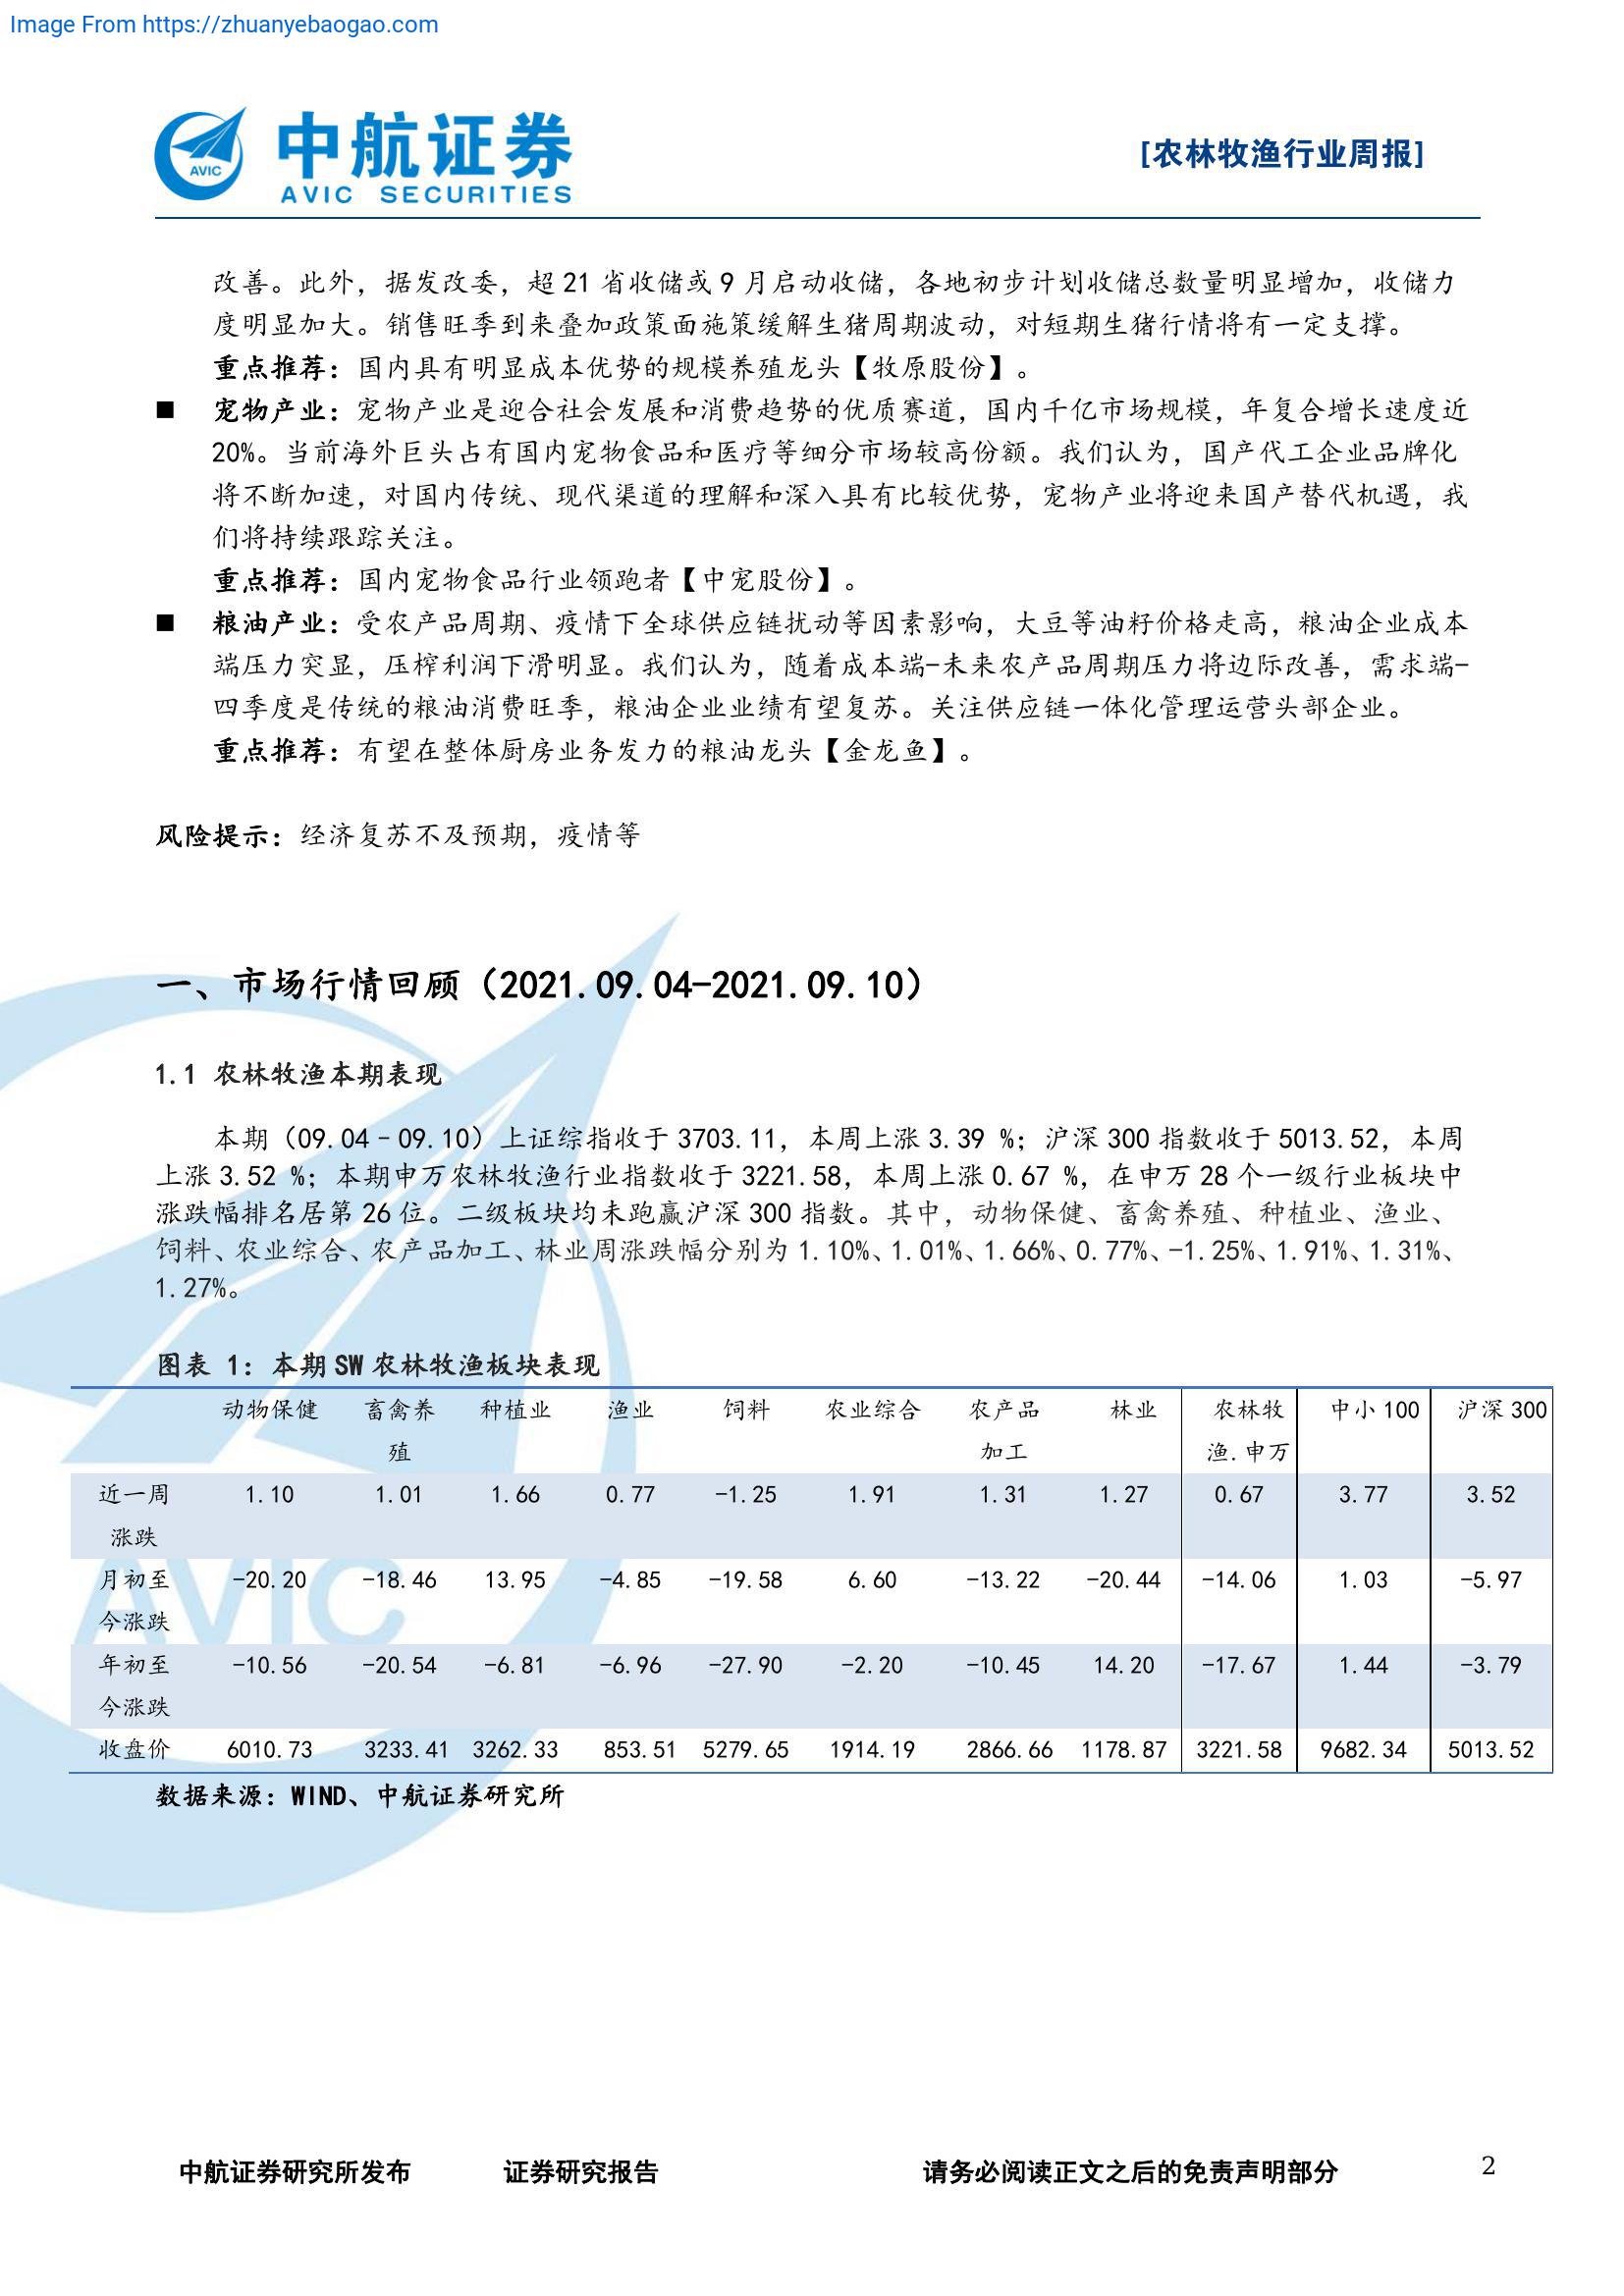 Image From https://zhuanyebaogao.com
AVIC
中航证券
AVIC SECURITIES
[农林牧渔行业周报]
改善。此外，据发改委，超 21 省收储或 9 月启动收储，各地初步计划收储总数量明显增加，收储力
度明显加大。销售旺季到来叠加政策面施策缓解生猪周期波动，对短期生猪行情将有一定支撑。
重点推荐：国内具有明显成本优势的规模养殖龙头【牧原股份】。
■ 宠物产业：宠物产业是迎合社会发展和消费趋势的优质赛道，国内千亿市场规模，年复合增长速度近
20%。当前海外巨头占有国内宠物食品和医疗等细分市场较高份额。我们认为，国产代工企业品牌化
将不断加速，对国内传统、现代渠道的理解和深入具有比较优势，宠物产业将迎来国产替代机遇，我
们将持续跟踪关注。
重点推荐：国内宠物食品行业领跑者【中宠股份】。
■ 粮油产业：受农产品周期、疫情下全球供应链扰动等因素影响，大豆等油籽价格走高，粮油企业成本
端压力突显，压榨利润下滑明显。我们认为，随着成本端-未来农产品周期压力将边际改善，需求端-
四季度是传统的粮油消费旺季，粮油企业业绩有望复苏。关注供应链一体化管理运营头部企业。
重点推荐：有望在整体厨房业务发力的粮油龙头【金龙鱼】。
风险提示：经济复苏不及预期，疫情等
一、市场行情回顾（2021.09.04-2021.09.10）
1.1 农林牧渔本期表现
本期（09.04–09.10）上证综指收于 3703.11，本周上涨 3.39 %；沪深 300 指数收于 5013.52，本周
上涨 3.52 %；本期申万农林牧渔行业指数收于 3221.58，本周上涨 0.67 %，在申万 28 个一级行业板块中
涨跌幅排名居第 26 位。二级板块均未跑赢沪深 300 指数。其中，动物保健、畜禽养殖、种植业、渔业、
饲料、农业综合、农产品加工、林业周涨跌幅分别为 1.10%、1.01%、1.66%、0.77%、-1.25%、1.91%、1.31%、
1.27%。
图表 1：本期 SW 农林牧渔板块表现
动物保健 畜禽养 种植业 渔业 饲料 农业综合 农产品 林业 农林牧 中小 100 沪深 300
殖 加工 渔.申万
近一周 1.10 1.01 1.66 0.77 -1.25 1.91 1.31 1.27 0.67 3.77 3.52
涨跌
月初至 -20.20 -18.46 13.95 -4.85 -19.58 6.60 -13.22 -20.44 -14.06 1.03 -5.97
今涨跌
年初至 -10.56 -20.54 -6.81 -6.96 -27.90 -2.20 -10.45 14.20 -17.67 1.44 -3.79
今涨跌
收盘价 6010.73 3233.41 3262.33 853.51 5279.65 1914.19 2866.66 1178.87 3221.58 9682.34 5013.52
AVIC
数据来源：WIND、中航证券研究所
中航证券研究所发布 证券研究报告 请务必阅读正文之后的免责声明部分 2